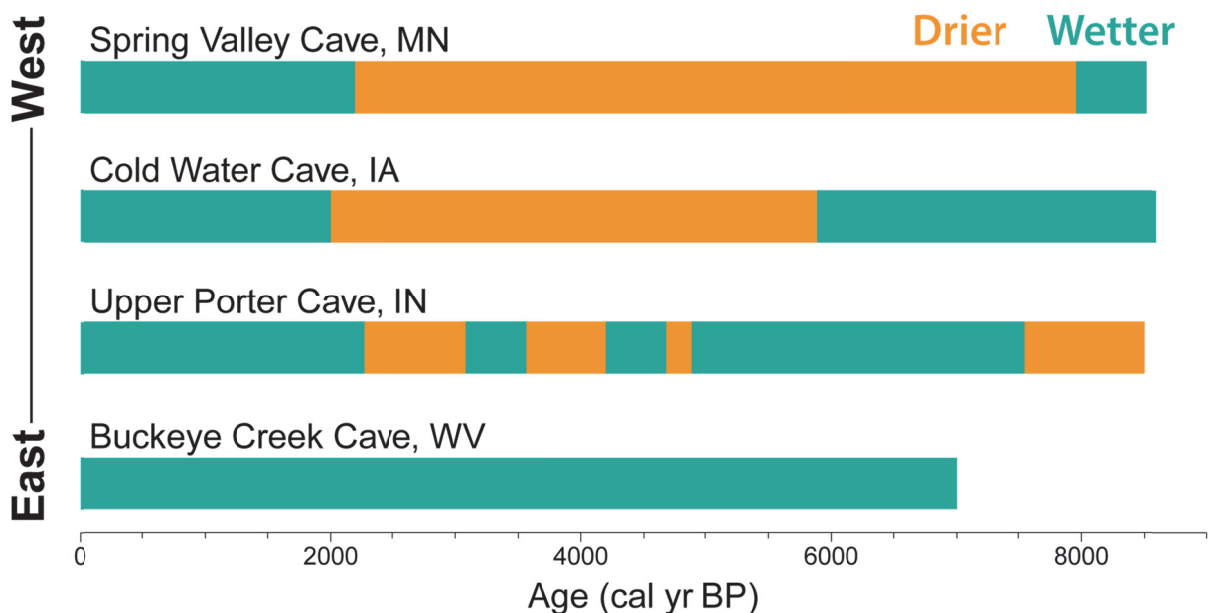 Drier Wetter
West
Spring Valley Cave, MN
Cold Water Cave, IA
Upper Porter Cave, IN
Buckeye Creek Cave, WV
East
0 2000 4000 6000 8000
Age (cal yr BP)